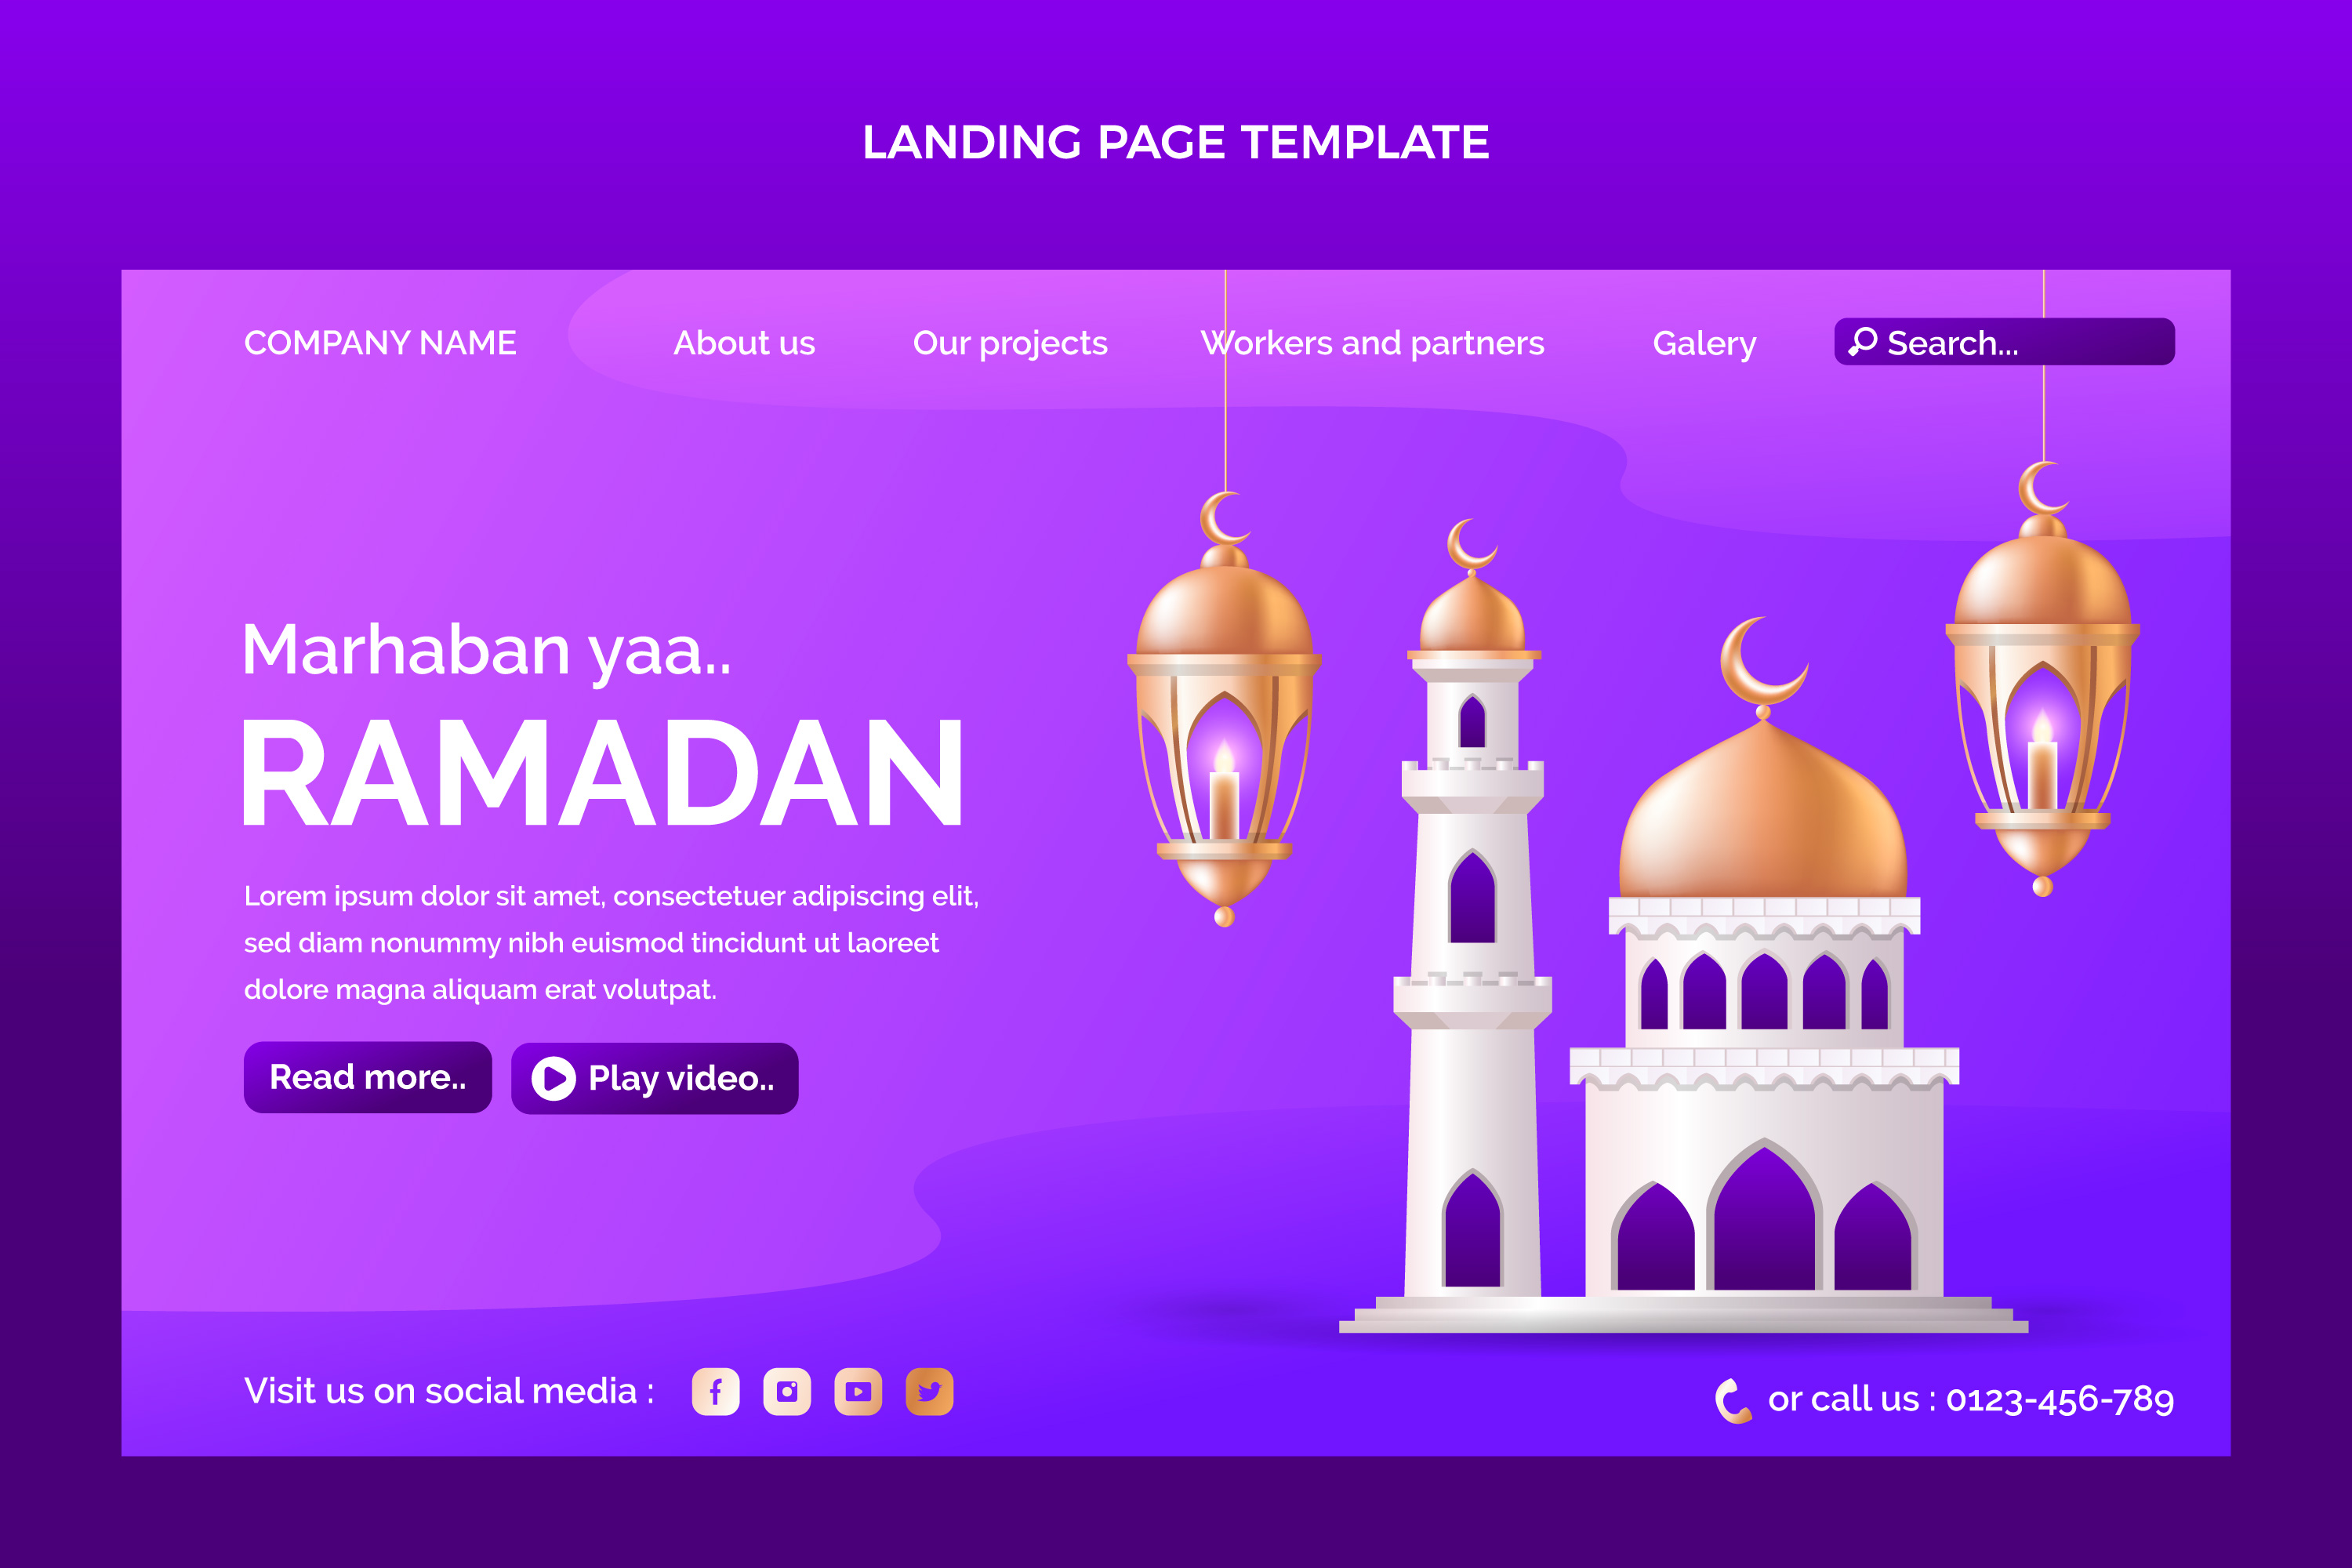 LANDING PAGE TEMPLATE
COMPANY NAME About us Our projects Workers and partners Galery Search...
Marhaban yaa..
RAMADAN
Lorem ipsum dolor sit amet, consectetuer adipiscing elit,
sed diam nonummy nibh euismod tincidunt ut laoreet
dolore magna aliquam erat volutpat.
Read more.. Play video..
Visit us on social media : or call us : 0123-456-789